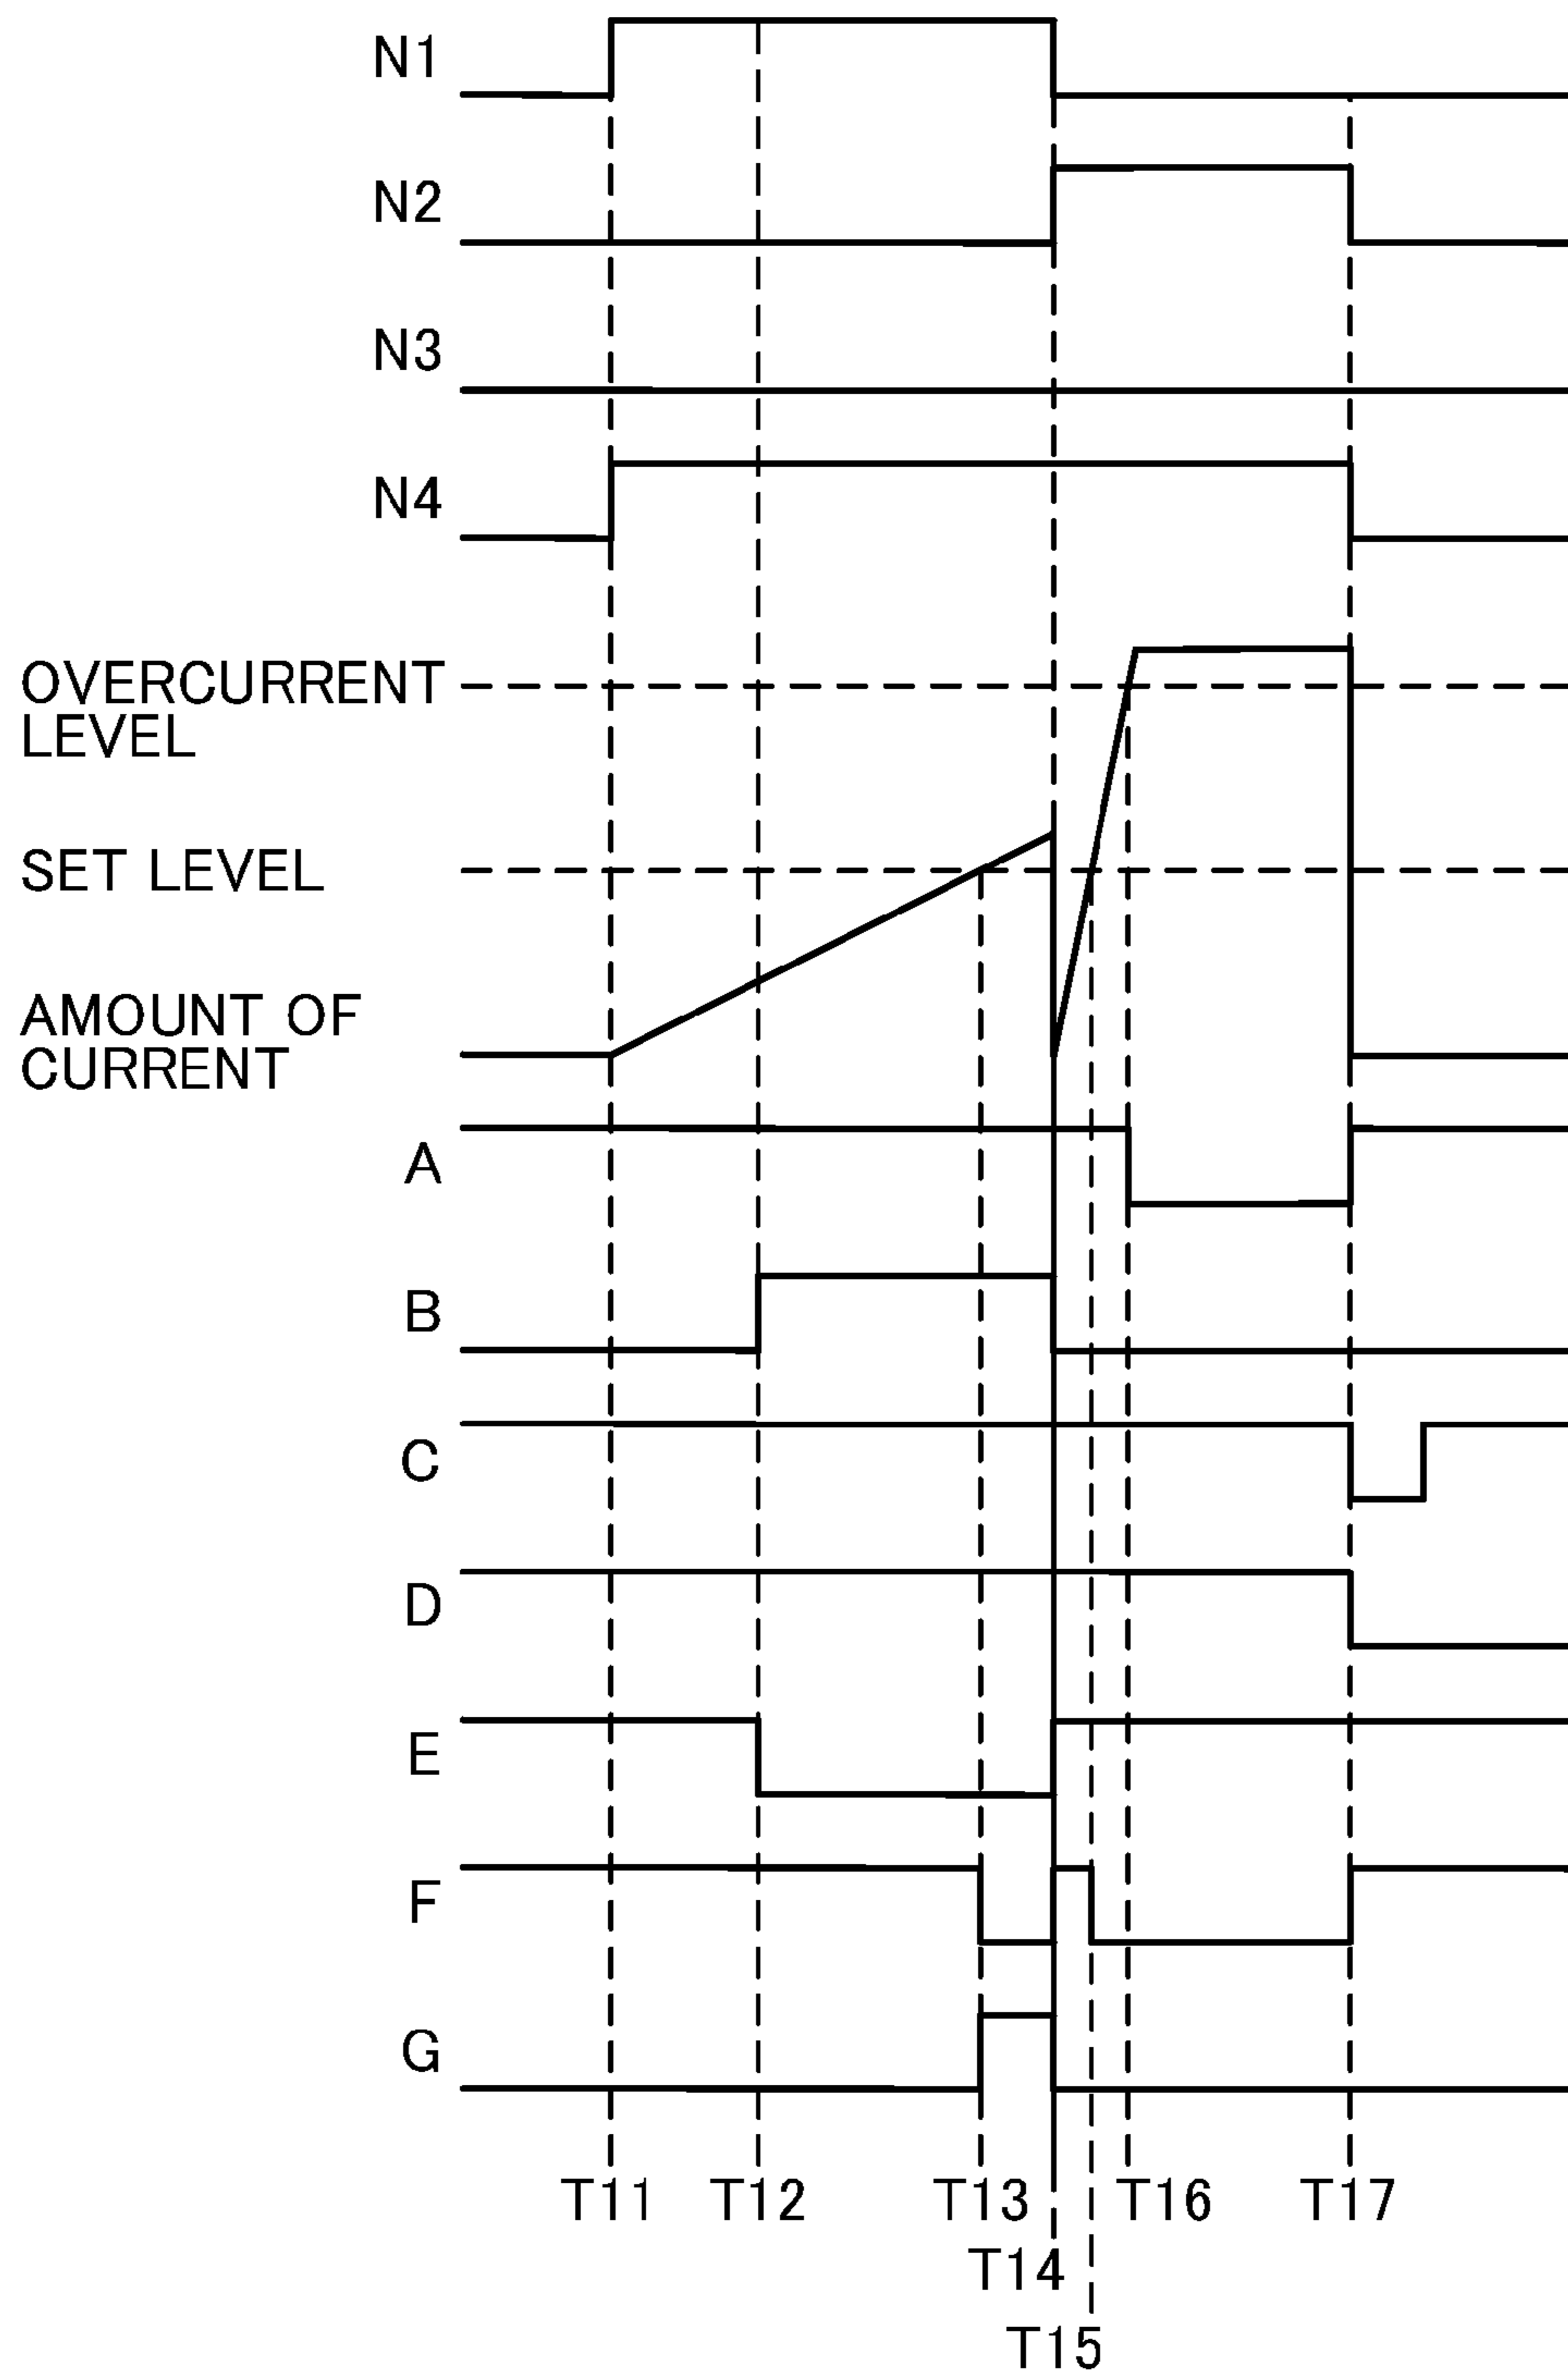 N1
N2
N3
N4
OVERCURRENT
LEVEL
SET LEVEL
AMOUNT OF
CURRENT
A
B
C
D
E
F
G
T11 T12 T13 T16 T17
T14
T15